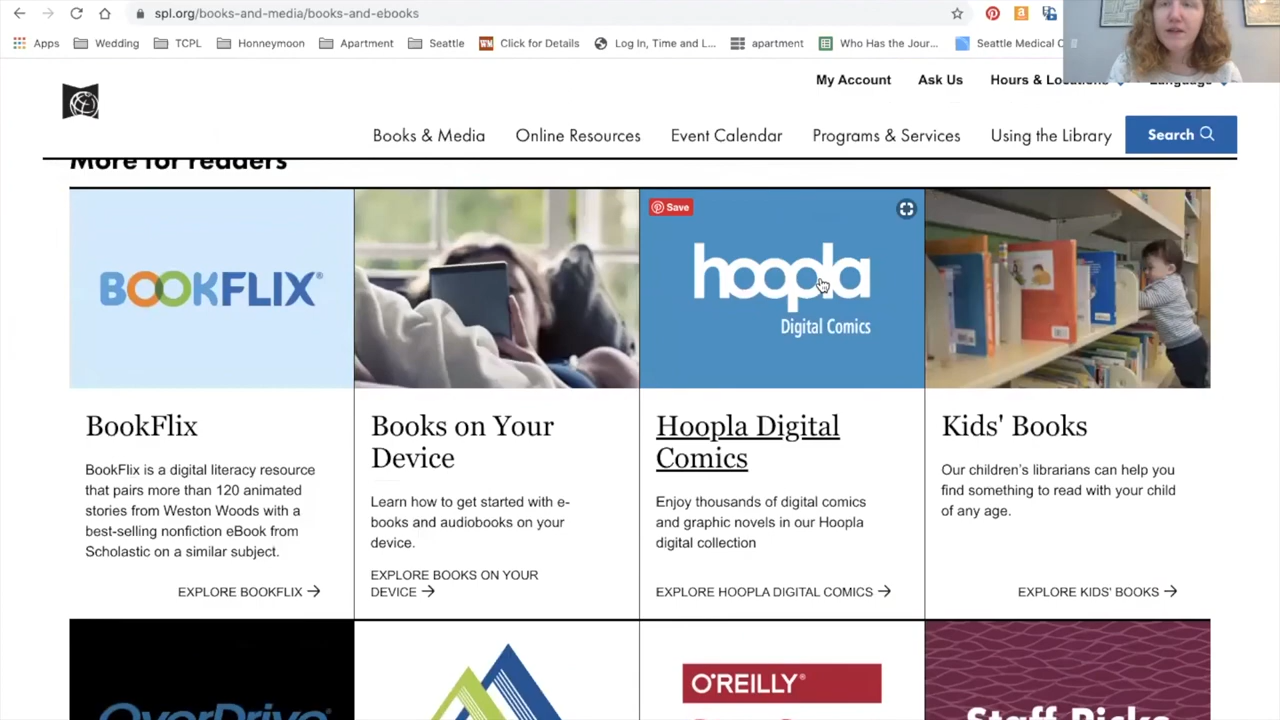 spl.org/books-and-media/books-and-ebooks
Apps Wedding TCPL Honneymoon Apartment Seattle Click for Details Log In, Time and L... apartment Who Has the Jour... Seattle Medical C
My Account Ask Us Hours & Locations Language
Books & Media Online Resources Event Calendar Programs & Services Using the Library Search
More for readers
BOOKFLIX®
Save
hoopla
Digital Comics
BookFlix
BookFlix is a digital literacy resource
that pairs more than 120 animated
stories from Weston Woods with a
best-selling nonfiction eBook from
Scholastic on a similar subject.
EXPLORE BOOKFLIX →
Books on Your
Device
Learn how to get started with e-
books and audiobooks on your
device.
EXPLORE BOOKS ON YOUR
DEVICE →
Hoopla Digital
Comics
Enjoy thousands of digital comics
and graphic novels in our Hoopla
digital collection
EXPLORE HOOPLA DIGITAL COMICS →
Kids' Books
Our children's librarians can help you
find something to read with your child
of any age.
EXPLORE KIDS' BOOKS →
OverDrive®
O'REILLY®
Staff Picks